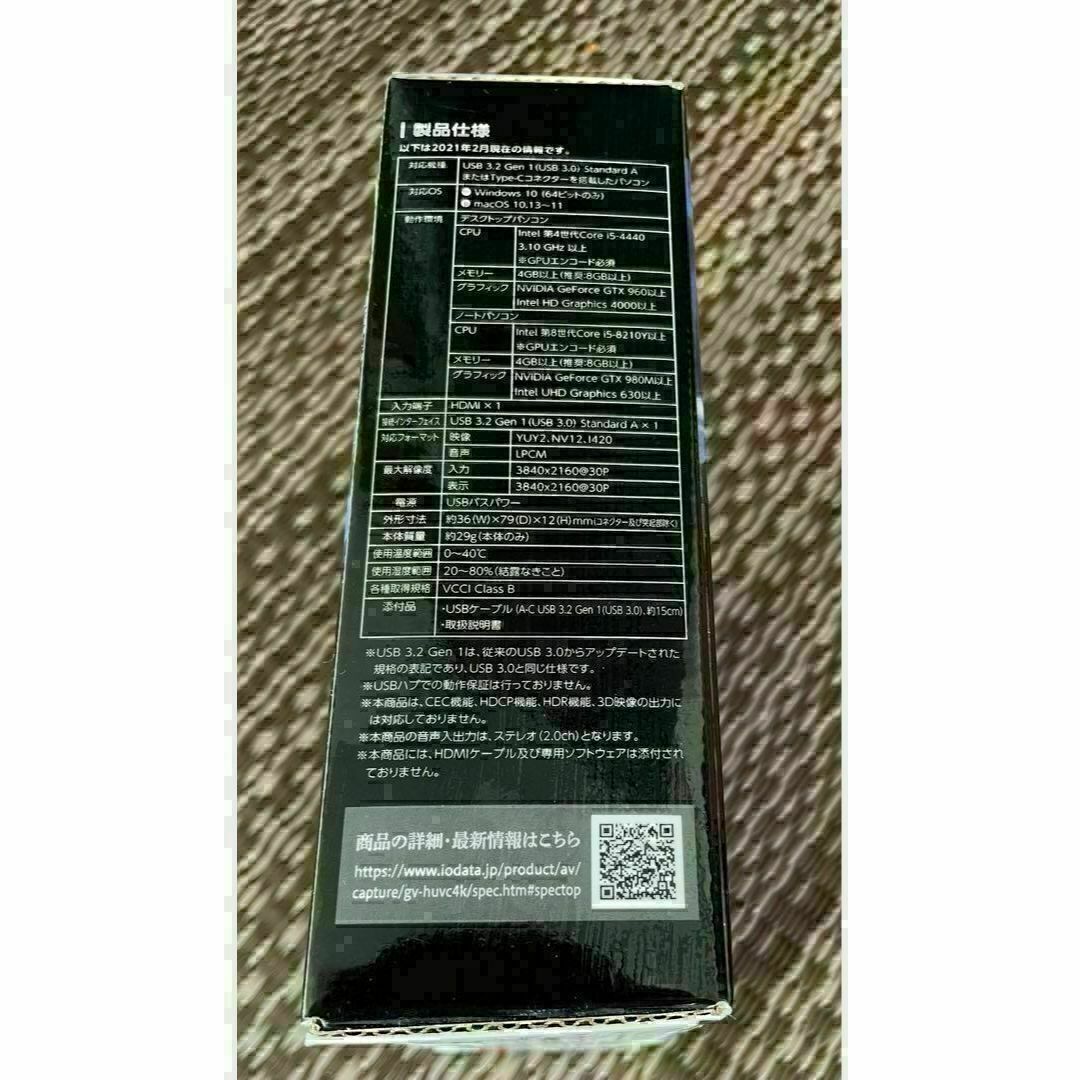 製品仕様
以下は2021年2月現在の情報です。
対応機種 USB 3.2 Gen 1(USB 3.0) Standard A
またはType-Cコネクターを搭載したパソコン
対応OS Windows 10 (64ビットのみ)
macOS 10.13～11
動作環境 デスクトップパソコン
CPU Intel 第4世代Core i5-4440
3.10 GHz 以上
※GPUエンコード必須
メモリー 4GB以上(推奨:8GB以上)
グラフィック NVIDIA GeForce GTX 960以上
Intel HD Graphics 4000以上
ノートパソコン
CPU Intel 第8世代Core i5-8210Y以上
※GPUエンコード必須
メモリー 4GB以上(推奨:8GB以上)
グラフィック NVIDIA GeForce GTX 980M以上
Intel UHD Graphics 630以上
入力端子 HDMI × 1
接続インターフェイス USB 3.2 Gen 1(USB 3.0) Standard A × 1
対応フォーマット 映像 YUY2、NV12、I420
音声 LPCM
最大解像度 入力 3840x2160@30P
表示 3840x2160@30P
電源 USBバスパワー
外形寸法 約36(W)×79(D)×12(H)mm(コネクター及び突起部除く)
本体質量 約29g(本体のみ)
使用温度範囲 0～40℃
使用湿度範囲 20～80%(結露なきこと)
各種取得規格 VCCI Class B
添付品 ・USBケーブル (A-C USB 3.2 Gen 1(USB 3.0)、約15cm)
・取扱説明書
※USB 3.2 Gen 1は、従来のUSB 3.0からアップデートされた
規格の表記であり、USB 3.0と同じ仕様です。
※USBハブでの動作保証は行っておりません。
※本商品は、CEC機能、HDCP機能、HDR機能、3D映像の出力に
は対応しておりません。
※本商品の音声入出力は、ステレオ(2.0ch)となります。
※本商品には、HDMIケーブル及び専用ソフトウェアは添付され
ておりません。
商品の詳細・最新情報はこちら
https://www.iodata.jp/product/av/
capture/gv-huvc4k/spec.htm#spectop